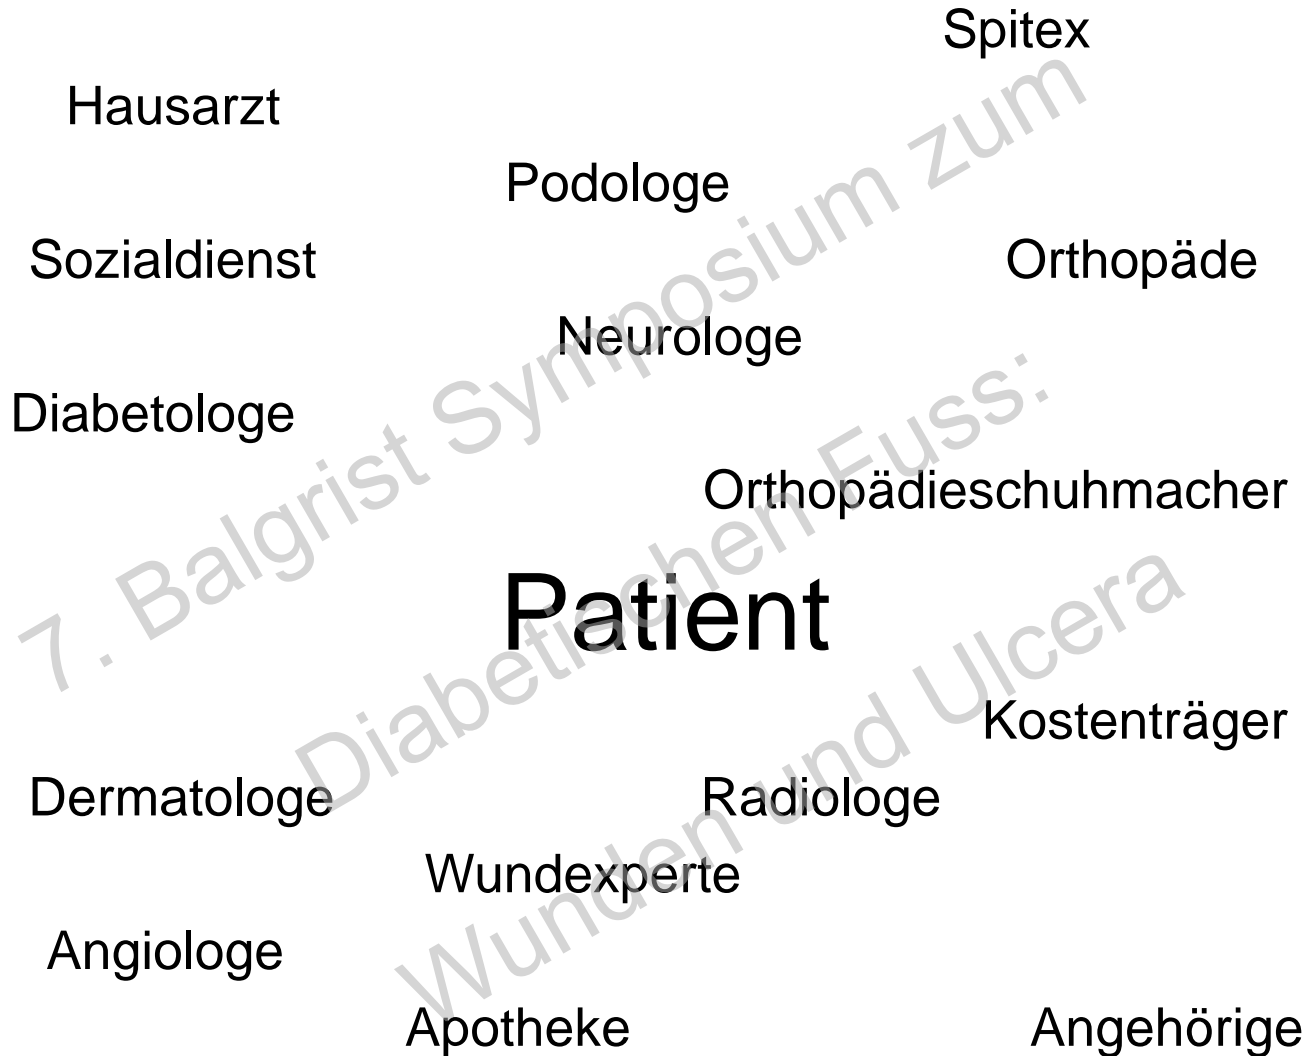 Spitex
Hausarzt
Podologe
Sozialdienst Orthopäde
Neurologe
Diabetologe
Orthopädieschuhmacher
Patient
Kostenträger
Dermatologe Radiologe
Wundexperte
Angiologe
Apotheke Angehörige
7. Balgrist Symposium zum
Diabetischen Fuss:
Wunden und Ulcera